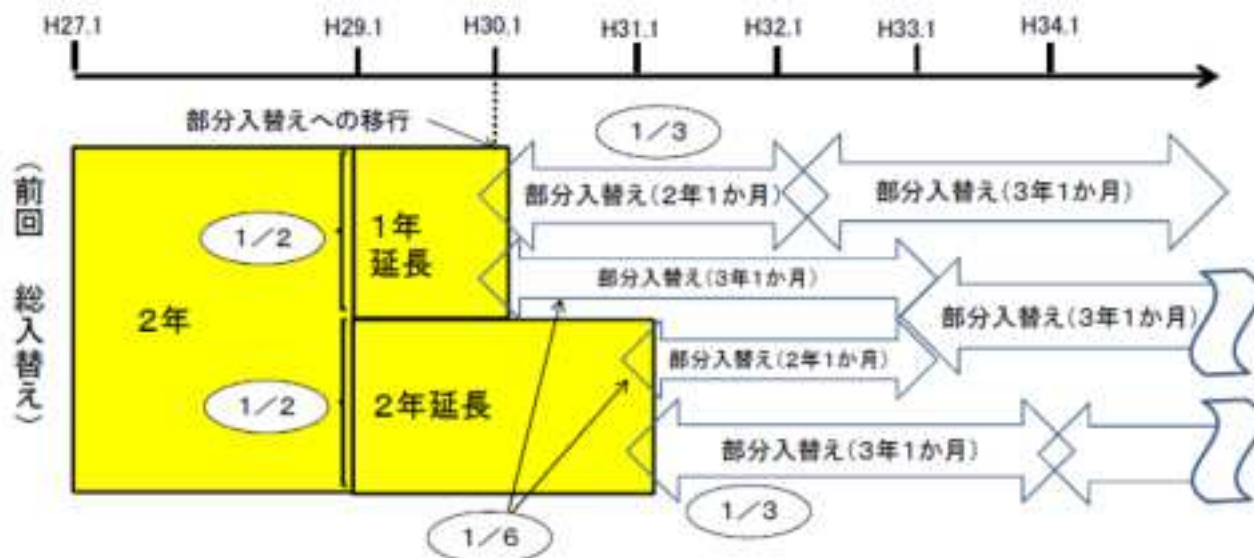 H27.1
H29.1
H30.1
H31.1
H32.1
H33.1
H34.1
部分入替えへの移行
1/3
(前回 総入替え)
2年
1/2
1年
延長
部分入替え(2年1か月)
部分入替え(3年1か月)
部分入替え(3年1か月)
部分入替え(3年1か月)
1/2
2年延長
部分入替え(2年1か月)
部分入替え(3年1か月)
1/6
1/3